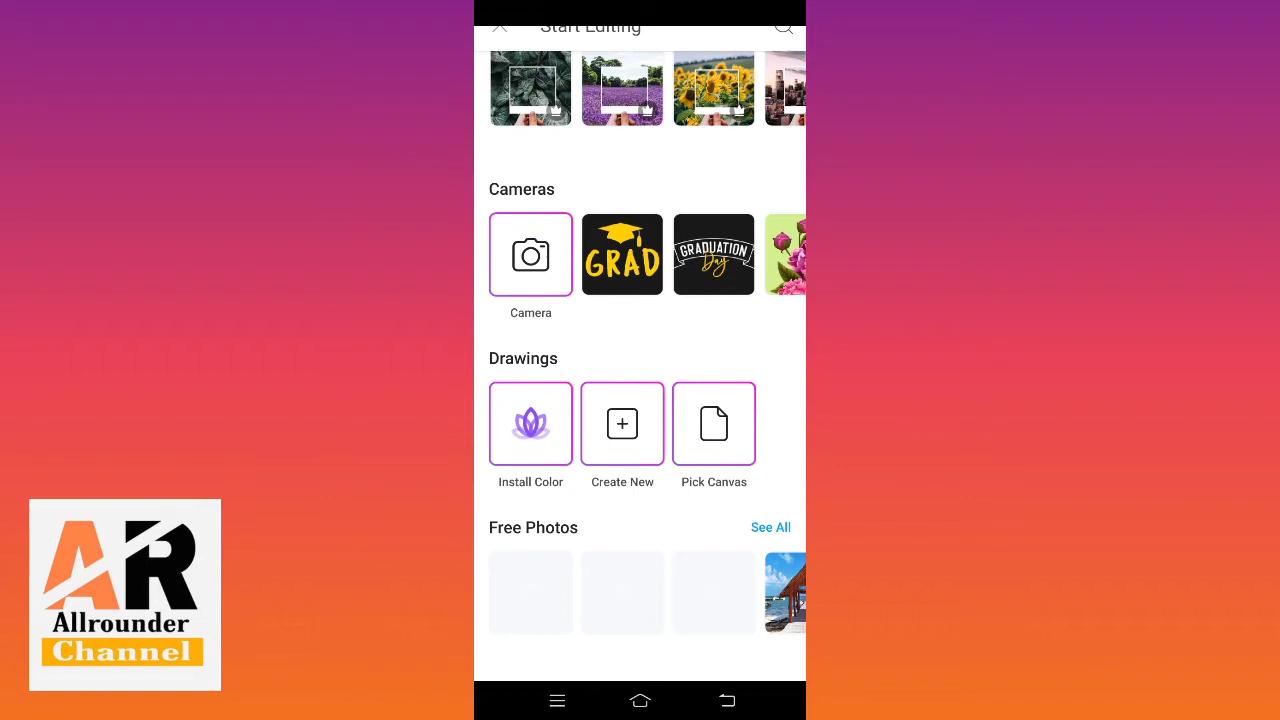 Start Editing
Cameras
GRAD
GRADUATION
Day
Camera
Drawings
Install Color
Create New
Pick Canvas
Free Photos
See All
AR
Allrounder
Channel